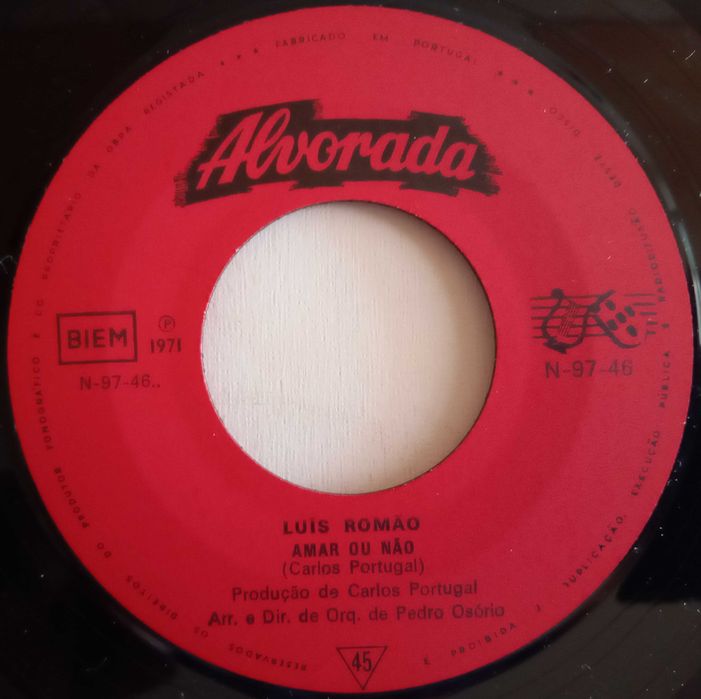 ★ ★ ★ FABRICADO EM PORTUGAL ★ ★ ★
Alvorada
BIEM
Ⓟ
1971
N-97-46..
N-97-46
LUÍS ROMÃO
AMAR OU NÃO
(Carlos Portugal)
Produção de Carlos Portugal
Arr. e Dir. de Orq. de Pedro Osório
45
RESERVADOS OS DIREITOS DO PRODUTOR FONOGRÁFICO E DO PROPRIETÁRIO DA OBRA REGISTADA
É PROIBIDA A DUPLICAÇÃO, EXECUÇÃO PÚBLICA E RADIODIFUSÃO DESTE DISCO